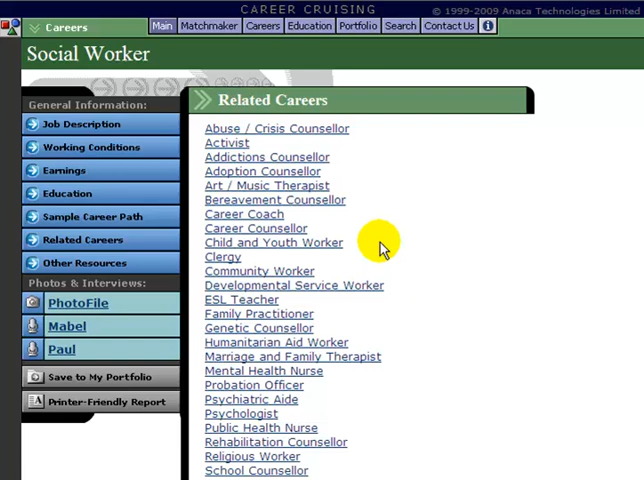 CAREER CRUISING
© 1999-2009 Anaca Technologies Limited
Careers
Main Matchmaker Careers Education Portfolio Search Contact Us
Social Worker
General Information:
Job Description
Working Conditions
Earnings
Education
Sample Career Path
Related Careers
Other Resources
Photos & Interviews:
PhotoFile
Mabel
Paul
Save to My Portfolio
Printer-Friendly Report
Related Careers
Abuse / Crisis Counsellor
Activist
Addictions Counsellor
Adoption Counsellor
Art / Music Therapist
Bereavement Counsellor
Career Coach
Career Counsellor
Child and Youth Worker
Clergy
Community Worker
Developmental Service Worker
ESL Teacher
Family Practitioner
Genetic Counsellor
Humanitarian Aid Worker
Marriage and Family Therapist
Mental Health Nurse
Probation Officer
Psychiatric Aide
Psychologist
Public Health Nurse
Rehabilitation Counsellor
Religious Worker
School Counsellor